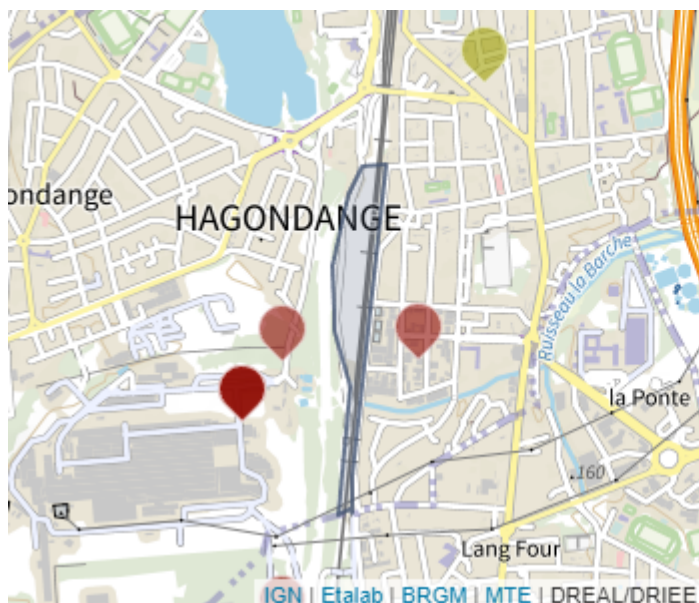 ondange
HAGONDANGE
Ruisseau la Barche
la Ponte
160
Lang Four
IGN | Etalab | BRGM | MTE | DREAL/DRIEE